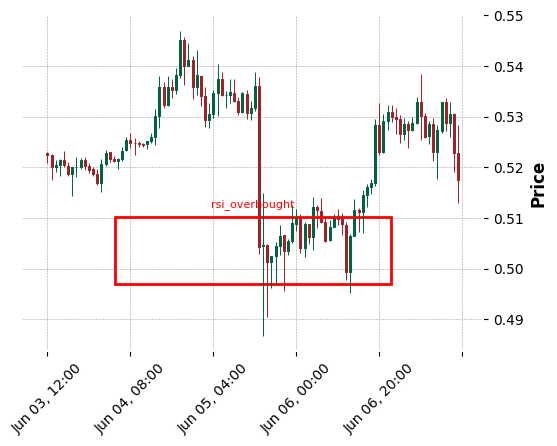 0.55
0.54
0.53
0.52
rsi_overbought
0.51
0.50
0.49
Price
Jun 03, 12:00
Jun 04, 08:00
Jun 05, 04:00
Jun 06, 00:00
Jun 06, 20:00